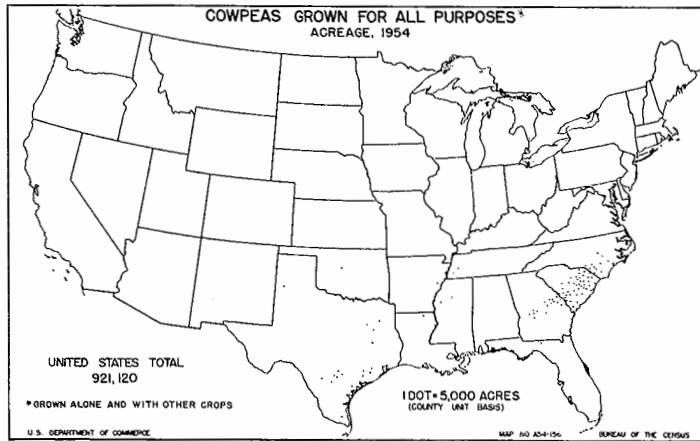 COWPEAS GROWN FOR ALL PURPOSES*
ACREAGE, 1954
UNITED STATES TOTAL
921,120
1 DOT=5,000 ACRES
(COUNTY UNIT BASIS)
*GROWN ALONE AND WITH OTHER CROPS
U.S. DEPARTMENT OF COMMERCE
MAP NO. A54-156
BUREAU OF THE CENSUS